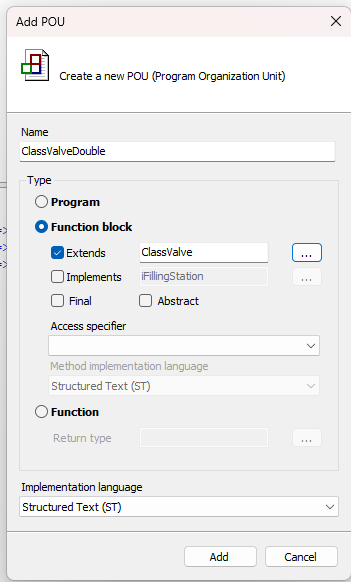 Add POU
Create a new POU (Program Organization Unit)
Name
ClassValveDouble
Type
Program
Function block
Extends ClassValve ...
Implements iFillingStation ...
Final Abstract
Access specifier
Method implementation language
Structured Text (ST)
Function
Return type ...
Implementation language
Structured Text (ST)
Add Cancel